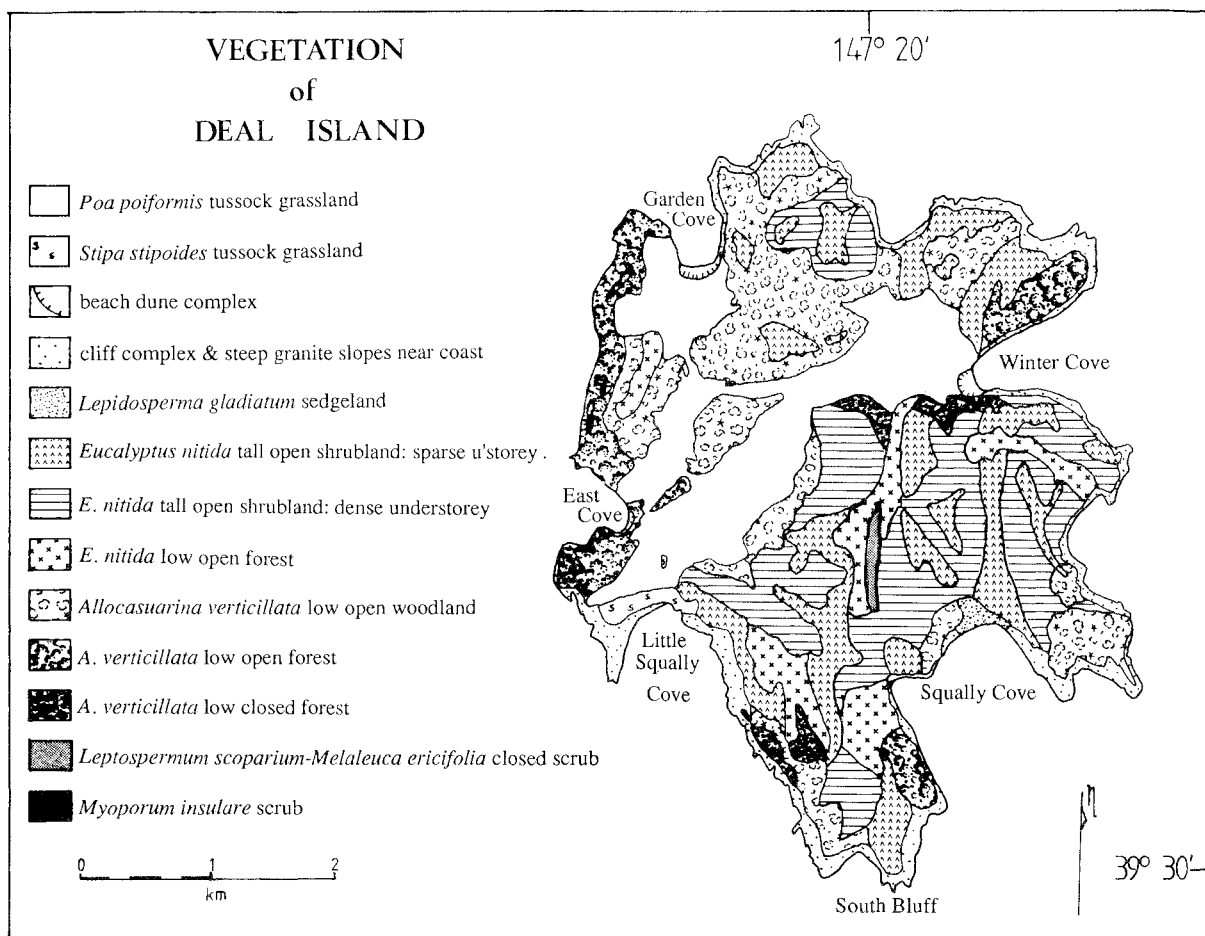 VEGETATION
of
DEAL ISLAND
Poa poiformis tussock grassland
Stipa stipoides tussock grassland
beach dune complex
cliff complex & steep granite slopes near coast
Lepidosperma gladiatum sedgeland
Eucalyptus nitida tall open shrubland: sparse u'storey .
E. nitida tall open shrubland: dense understorey
E. nitida low open forest
Allocasuarina verticillata low open woodland
A. verticillata low open forest
A. verticillata low closed forest
Leptospermum scoparium-Melaleuca ericifolia closed scrub
Myoporum insulare scrub
0 1 2
km
147° 20′
Garden
Cove
Winter Cove
East
Cove
Little
Squally
Cove
Squally Cove
South Bluff
n
39° 30′